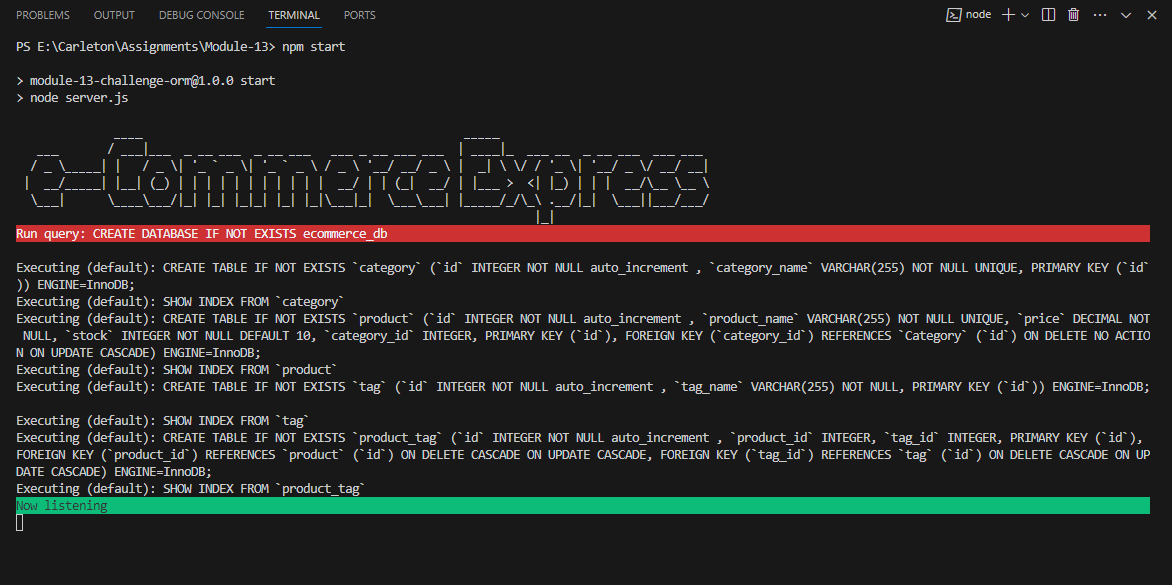 PROBLEMS OUTPUT DEBUG CONSOLE TERMINAL PORTS node
PS E:\Carleton\Assignments\Module-13> npm start
> module-13-challenge-orm@1.0.0 start
> node server.js
e-Commerce Express
Run query: CREATE DATABASE IF NOT EXISTS ecommerce_db
Executing (default): CREATE TABLE IF NOT EXISTS `category` (`id` INTEGER NOT NULL auto_increment , `category_name` VARCHAR(255) NOT NULL UNIQUE, PRIMARY KEY (`id`
)) ENGINE=InnoDB;
Executing (default): SHOW INDEX FROM `category`
Executing (default): CREATE TABLE IF NOT EXISTS `product` (`id` INTEGER NOT NULL auto_increment , `product_name` VARCHAR(255) NOT NULL UNIQUE, `price` DECIMAL NOT
 NULL, `stock` INTEGER NOT NULL DEFAULT 10, `category_id` INTEGER, PRIMARY KEY (`id`), FOREIGN KEY (`category_id`) REFERENCES `Category` (`id`) ON DELETE NO ACTIO
N ON UPDATE CASCADE) ENGINE=InnoDB;
Executing (default): SHOW INDEX FROM `product`
Executing (default): CREATE TABLE IF NOT EXISTS `tag` (`id` INTEGER NOT NULL auto_increment , `tag_name` VARCHAR(255) NOT NULL, PRIMARY KEY (`id`)) ENGINE=InnoDB;
Executing (default): SHOW INDEX FROM `tag`
Executing (default): CREATE TABLE IF NOT EXISTS `product_tag` (`id` INTEGER NOT NULL auto_increment , `product_id` INTEGER, `tag_id` INTEGER, PRIMARY KEY (`id`),
FOREIGN KEY (`product_id`) REFERENCES `product` (`id`) ON DELETE CASCADE ON UPDATE CASCADE, FOREIGN KEY (`tag_id`) REFERENCES `tag` (`id`) ON DELETE CASCADE ON UP
DATE CASCADE) ENGINE=InnoDB;
Executing (default): SHOW INDEX FROM `product_tag`
Now listening